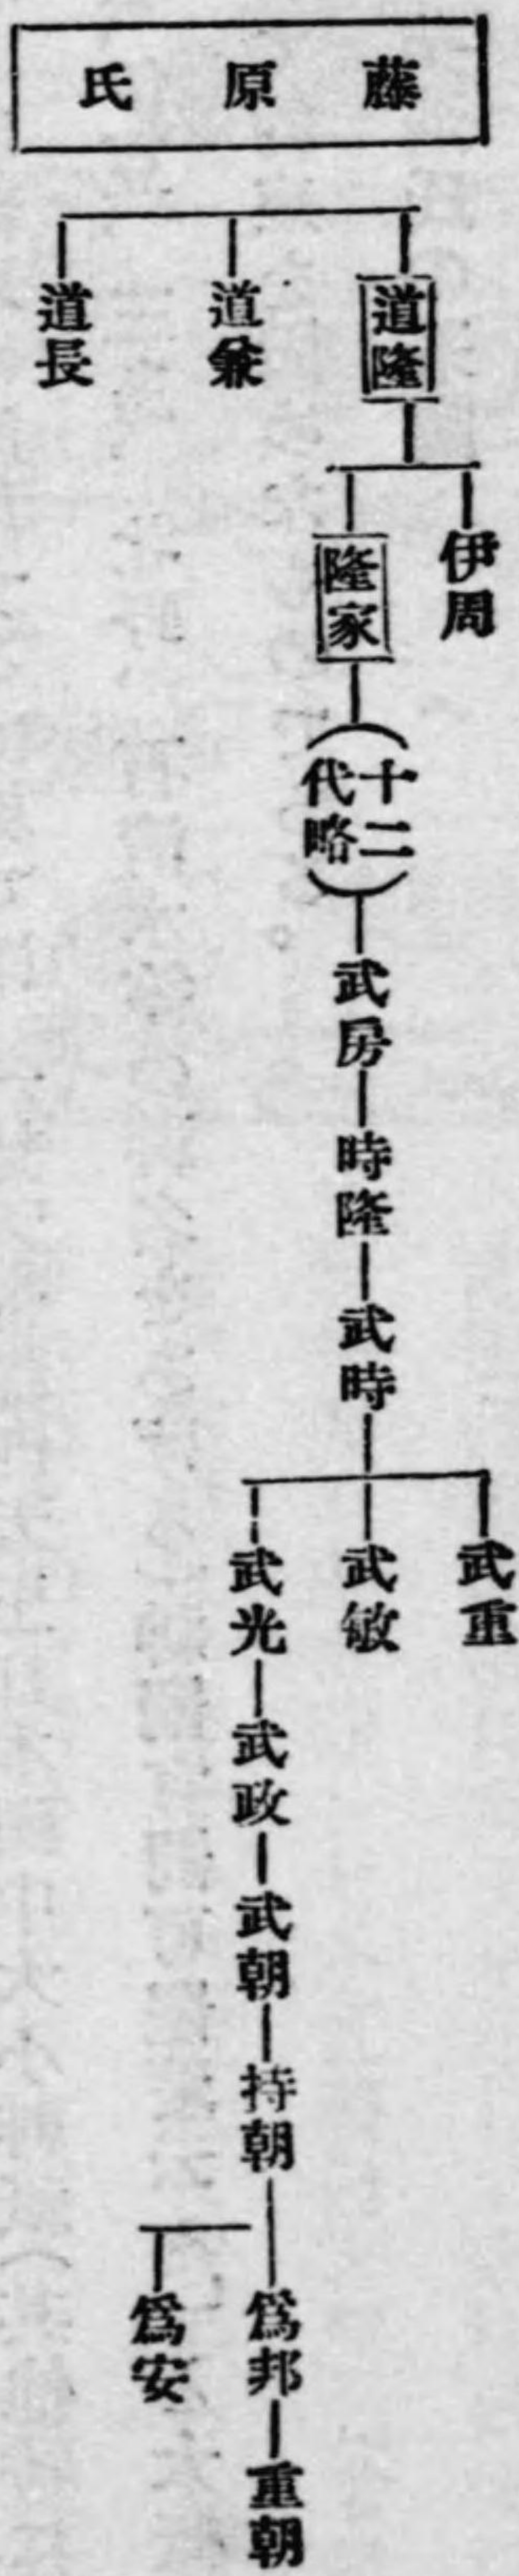 藤原氏
道隆
道兼
道長
伊周
隆家
(十二
代略)
武房
時隆
武時
武重
武敏
武光
武政
武朝
持朝
爲邦
重朝
爲安